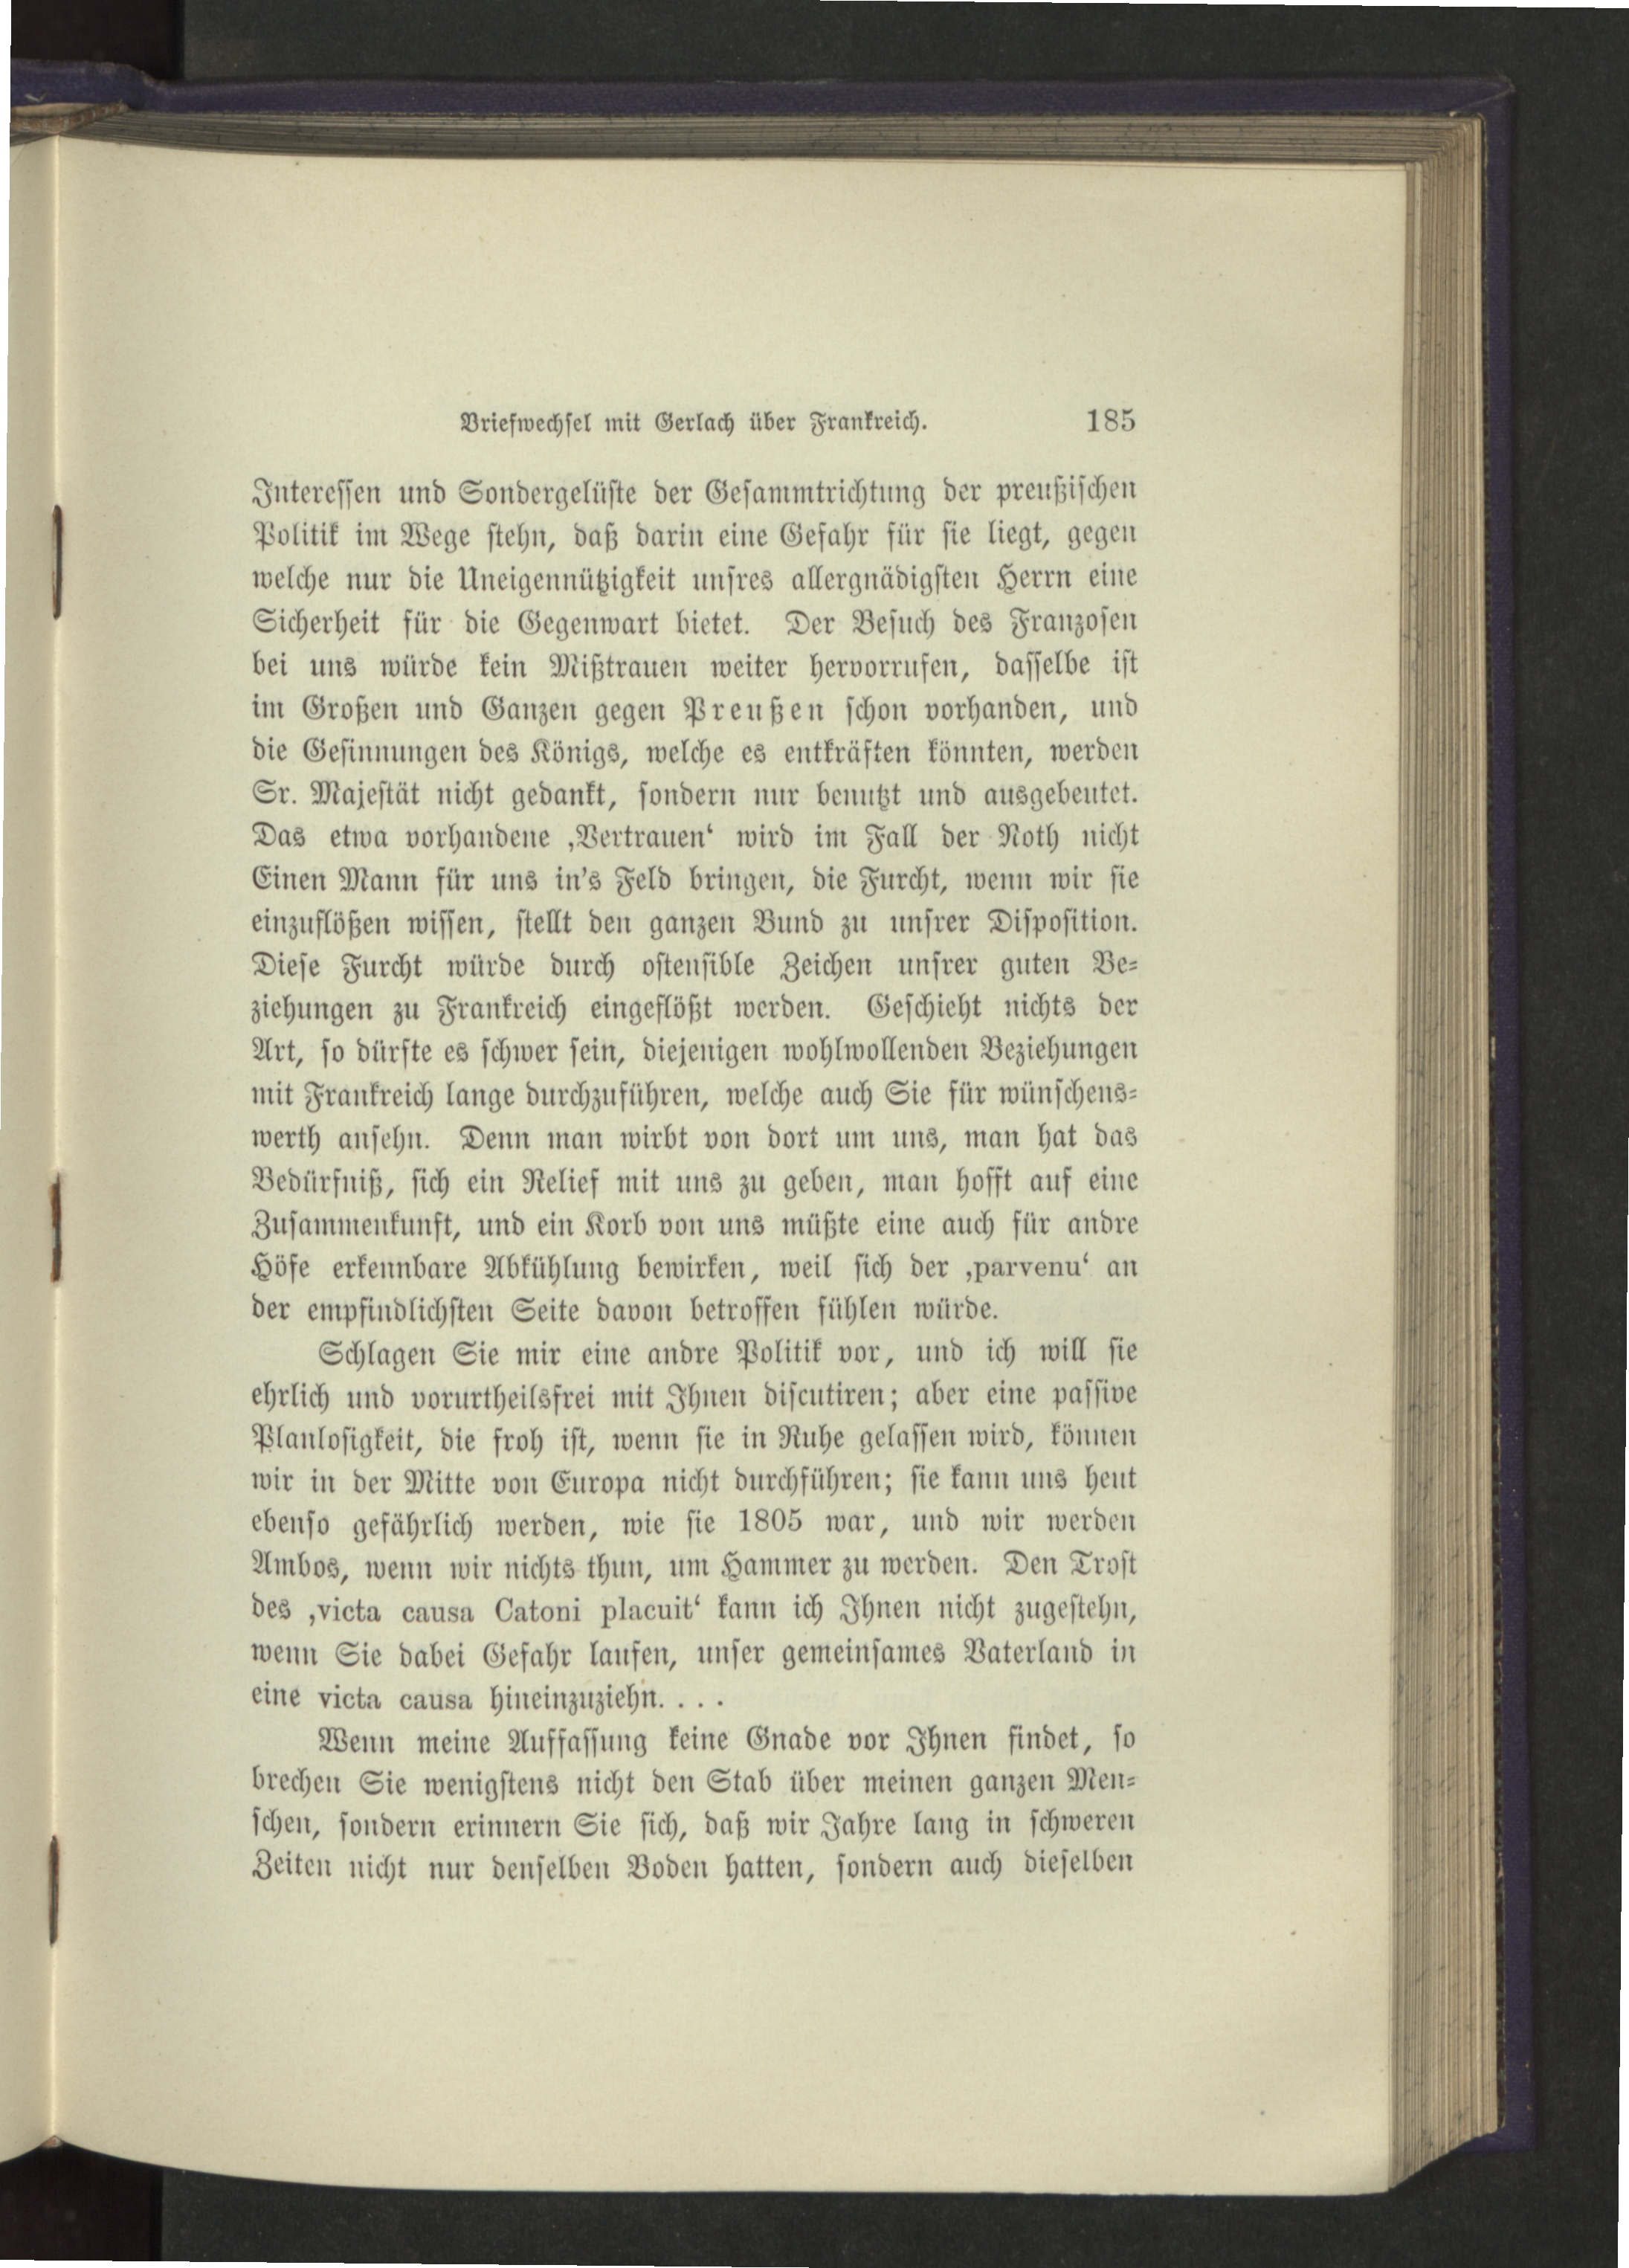 Briefwechsel mit Gerlach über Frankreich. 185
Interessen und Sondergelüste der Gesammtrichtung der preußischen
Politik im Wege stehn, daß darin eine Gefahr für sie liegt, gegen
welche nur die Uneigennützigkeit unsres allergnädigsten Herrn eine
Sicherheit für die Gegenwart bietet. Der Besuch des Franzosen
bei uns würde kein Mißtrauen weiter hervorrufen, dasselbe ist
im Großen und Ganzen gegen Preußen schon vorhanden, und
die Gesinnungen des Königs, welche es entkräften könnten, werden
Sr. Majestät nicht gedankt, sondern nur benutzt und ausgebeutet.
Das etwa vorhandene ‚Vertrauen‘ wird im Fall der Noth nicht
Einen Mann für uns in's Feld bringen, die Furcht, wenn wir sie
einzuflößen wissen, stellt den ganzen Bund zu unsrer Disposition.
Diese Furcht würde durch ostensible Zeichen unsrer guten Be-
ziehungen zu Frankreich eingeflößt werden. Geschieht nichts der
Art, so dürfte es schwer sein, diejenigen wohlwollenden Beziehungen
mit Frankreich lange durchzuführen, welche auch Sie für wünschens-
werth ansehn. Denn man wirbt von dort um uns, man hat das
Bedürfniß, sich ein Relief mit uns zu geben, man hofft auf eine
Zusammenkunft, und ein Korb von uns müßte eine auch für andre
Höfe erkennbare Abkühlung bewirken, weil sich der ‚parvenu‘ an
der empfindlichsten Seite davon betroffen fühlen würde.
Schlagen Sie mir eine andre Politik vor, und ich will sie
ehrlich und vorurtheilsfrei mit Ihnen discutiren; aber eine passive
Planlosigkeit, die froh ist, wenn sie in Ruhe gelassen wird, können
wir in der Mitte von Europa nicht durchführen; sie kann uns heut
ebenso gefährlich werden, wie sie 1805 war, und wir werden
Ambos, wenn wir nichts thun, um Hammer zu werden. Den Trost
des ‚victa causa Catoni placuit‘ kann ich Ihnen nicht zugestehn,
wenn Sie dabei Gefahr laufen, unser gemeinsames Vaterland in
eine victa causa hineinzuziehn. . . .
Wenn meine Auffassung keine Gnade vor Ihnen findet, so
brechen Sie wenigstens nicht den Stab über meinen ganzen Men-
schen, sondern erinnern Sie sich, daß wir Jahre lang in schweren
Zeiten nicht nur denselben Boden hatten, sondern auch dieselben